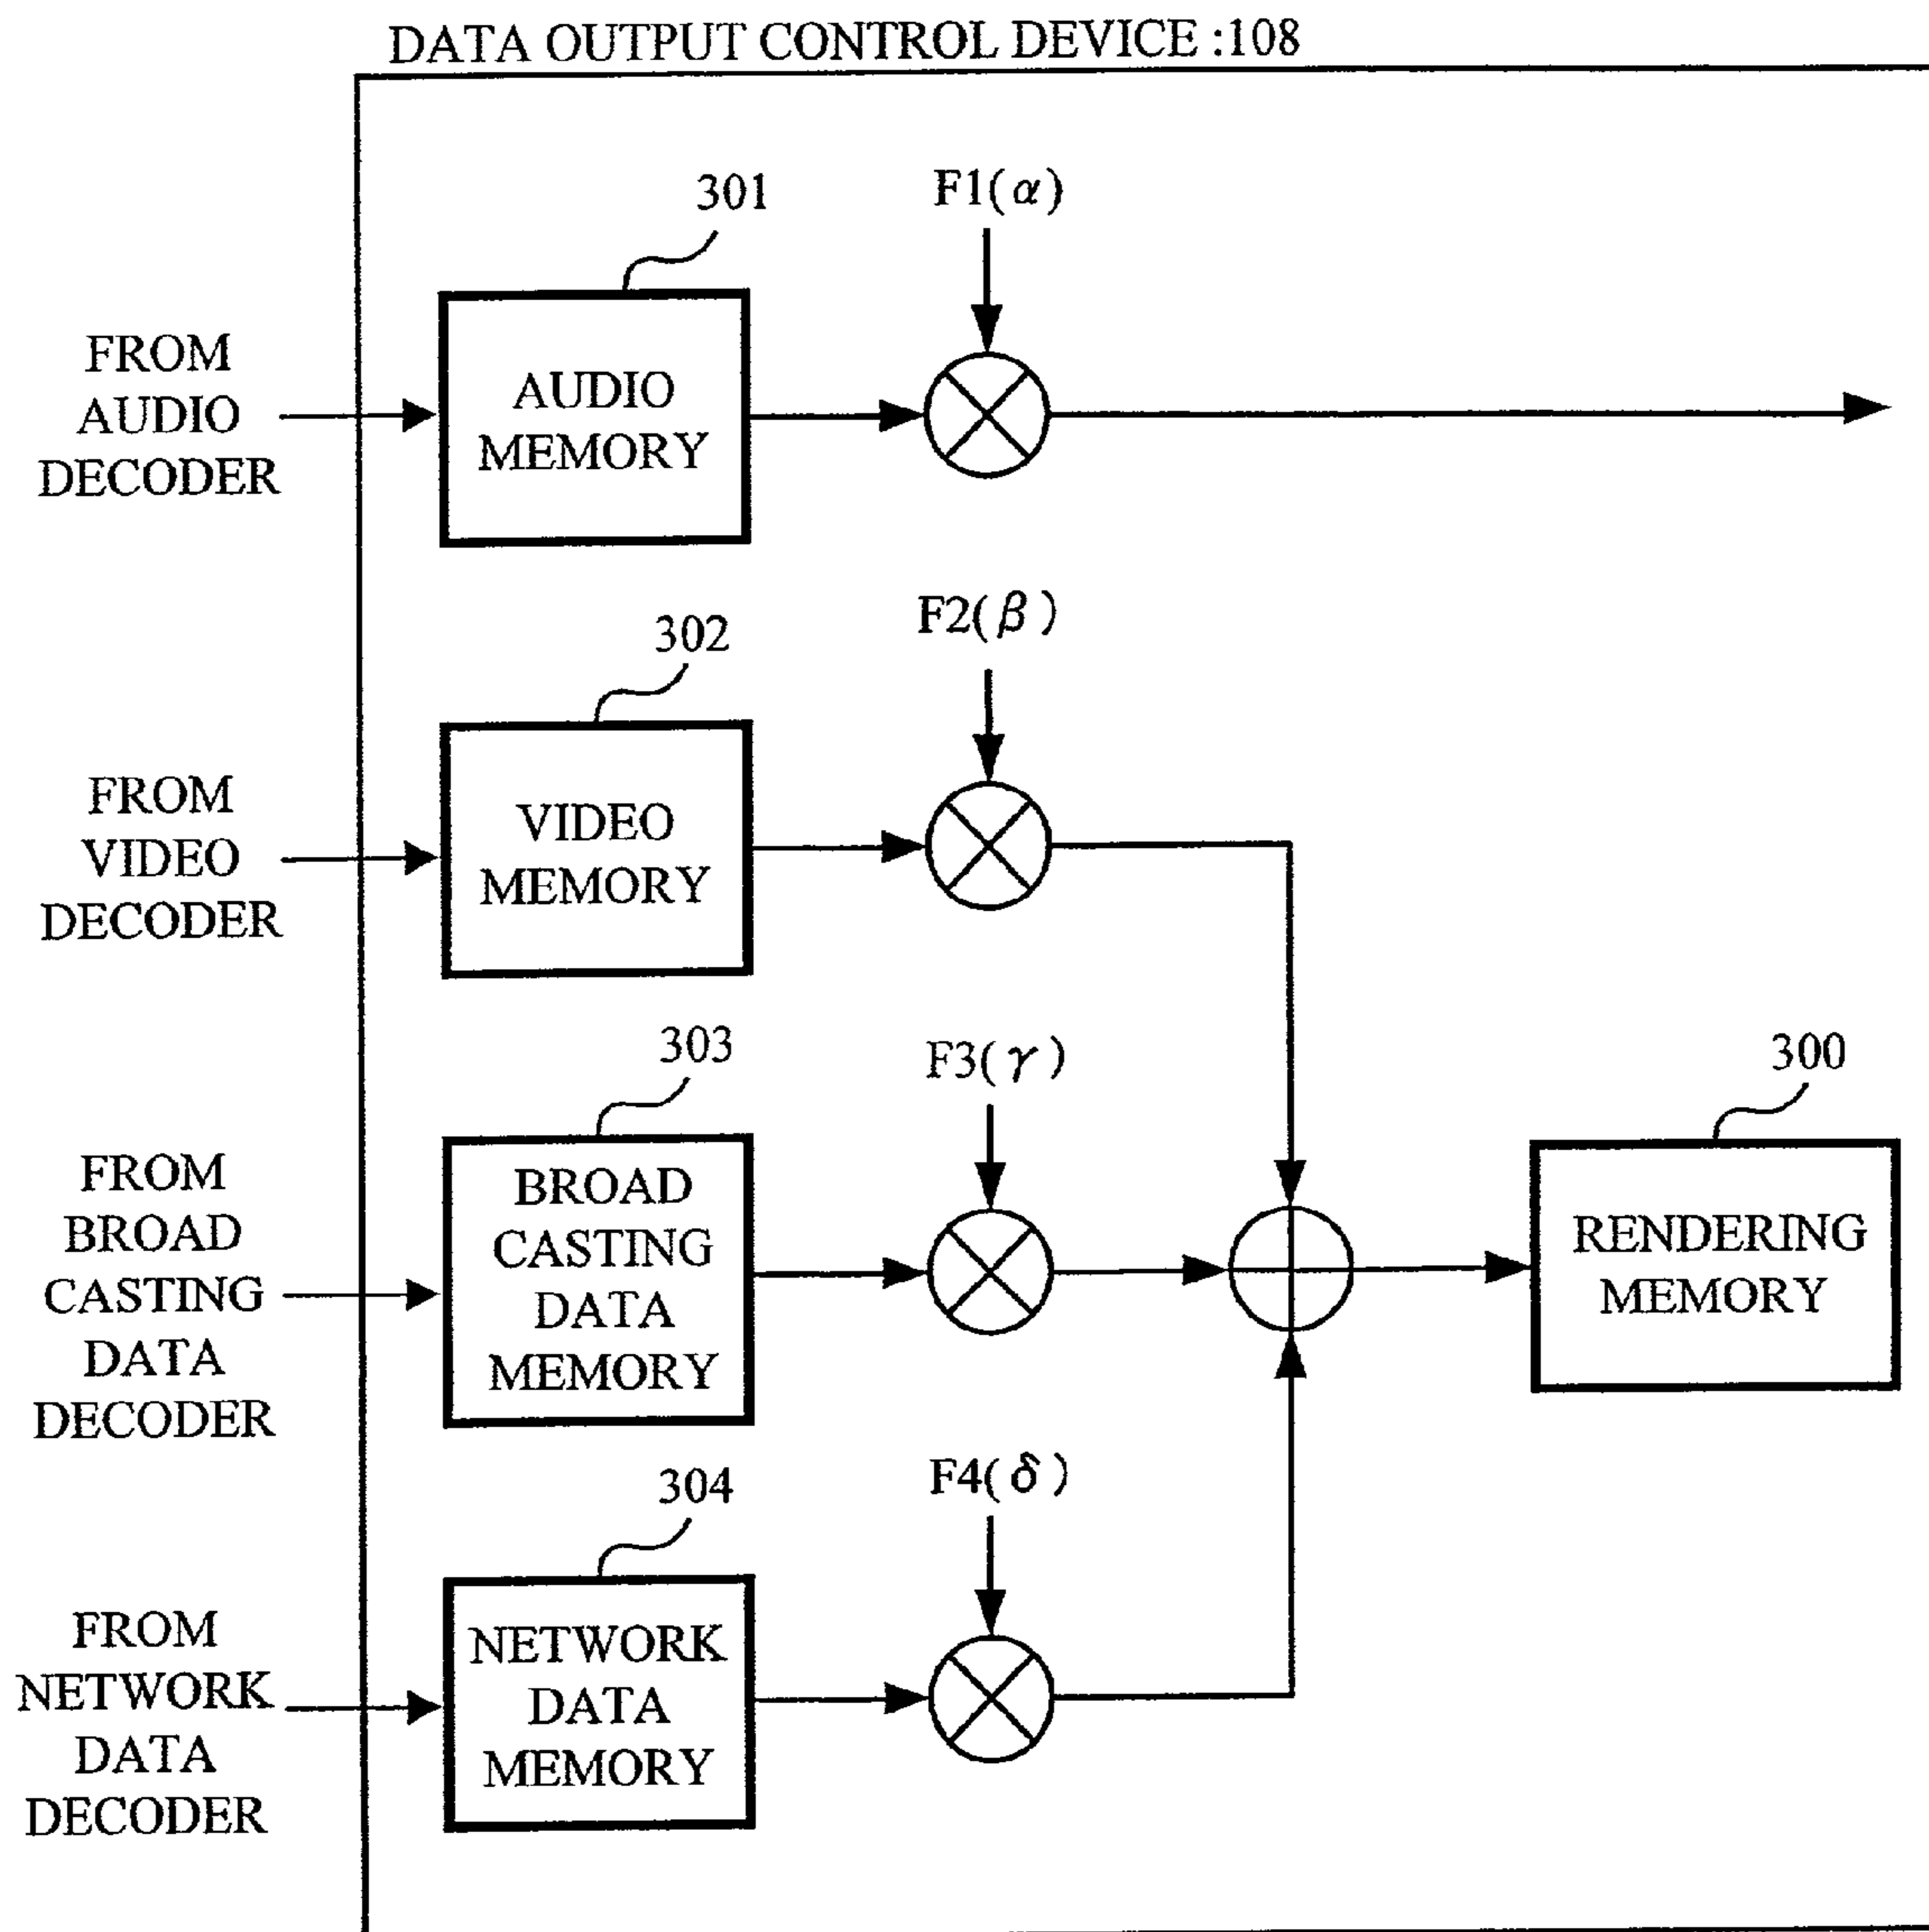 DATA OUTPUT CONTROL DEVICE :108
301
F1(α)
FROM
AUDIO
DECODER
AUDIO
MEMORY
302
F2(β)
FROM
VIDEO
DECODER
VIDEO
MEMORY
303
F3(γ)
300
FROM
BROAD
CASTING
DATA
DECODER
BROAD
CASTING
DATA
MEMORY
RENDERING
MEMORY
304
F4(δ)
FROM
NETWORK
DATA
DECODER
NETWORK
DATA
MEMORY